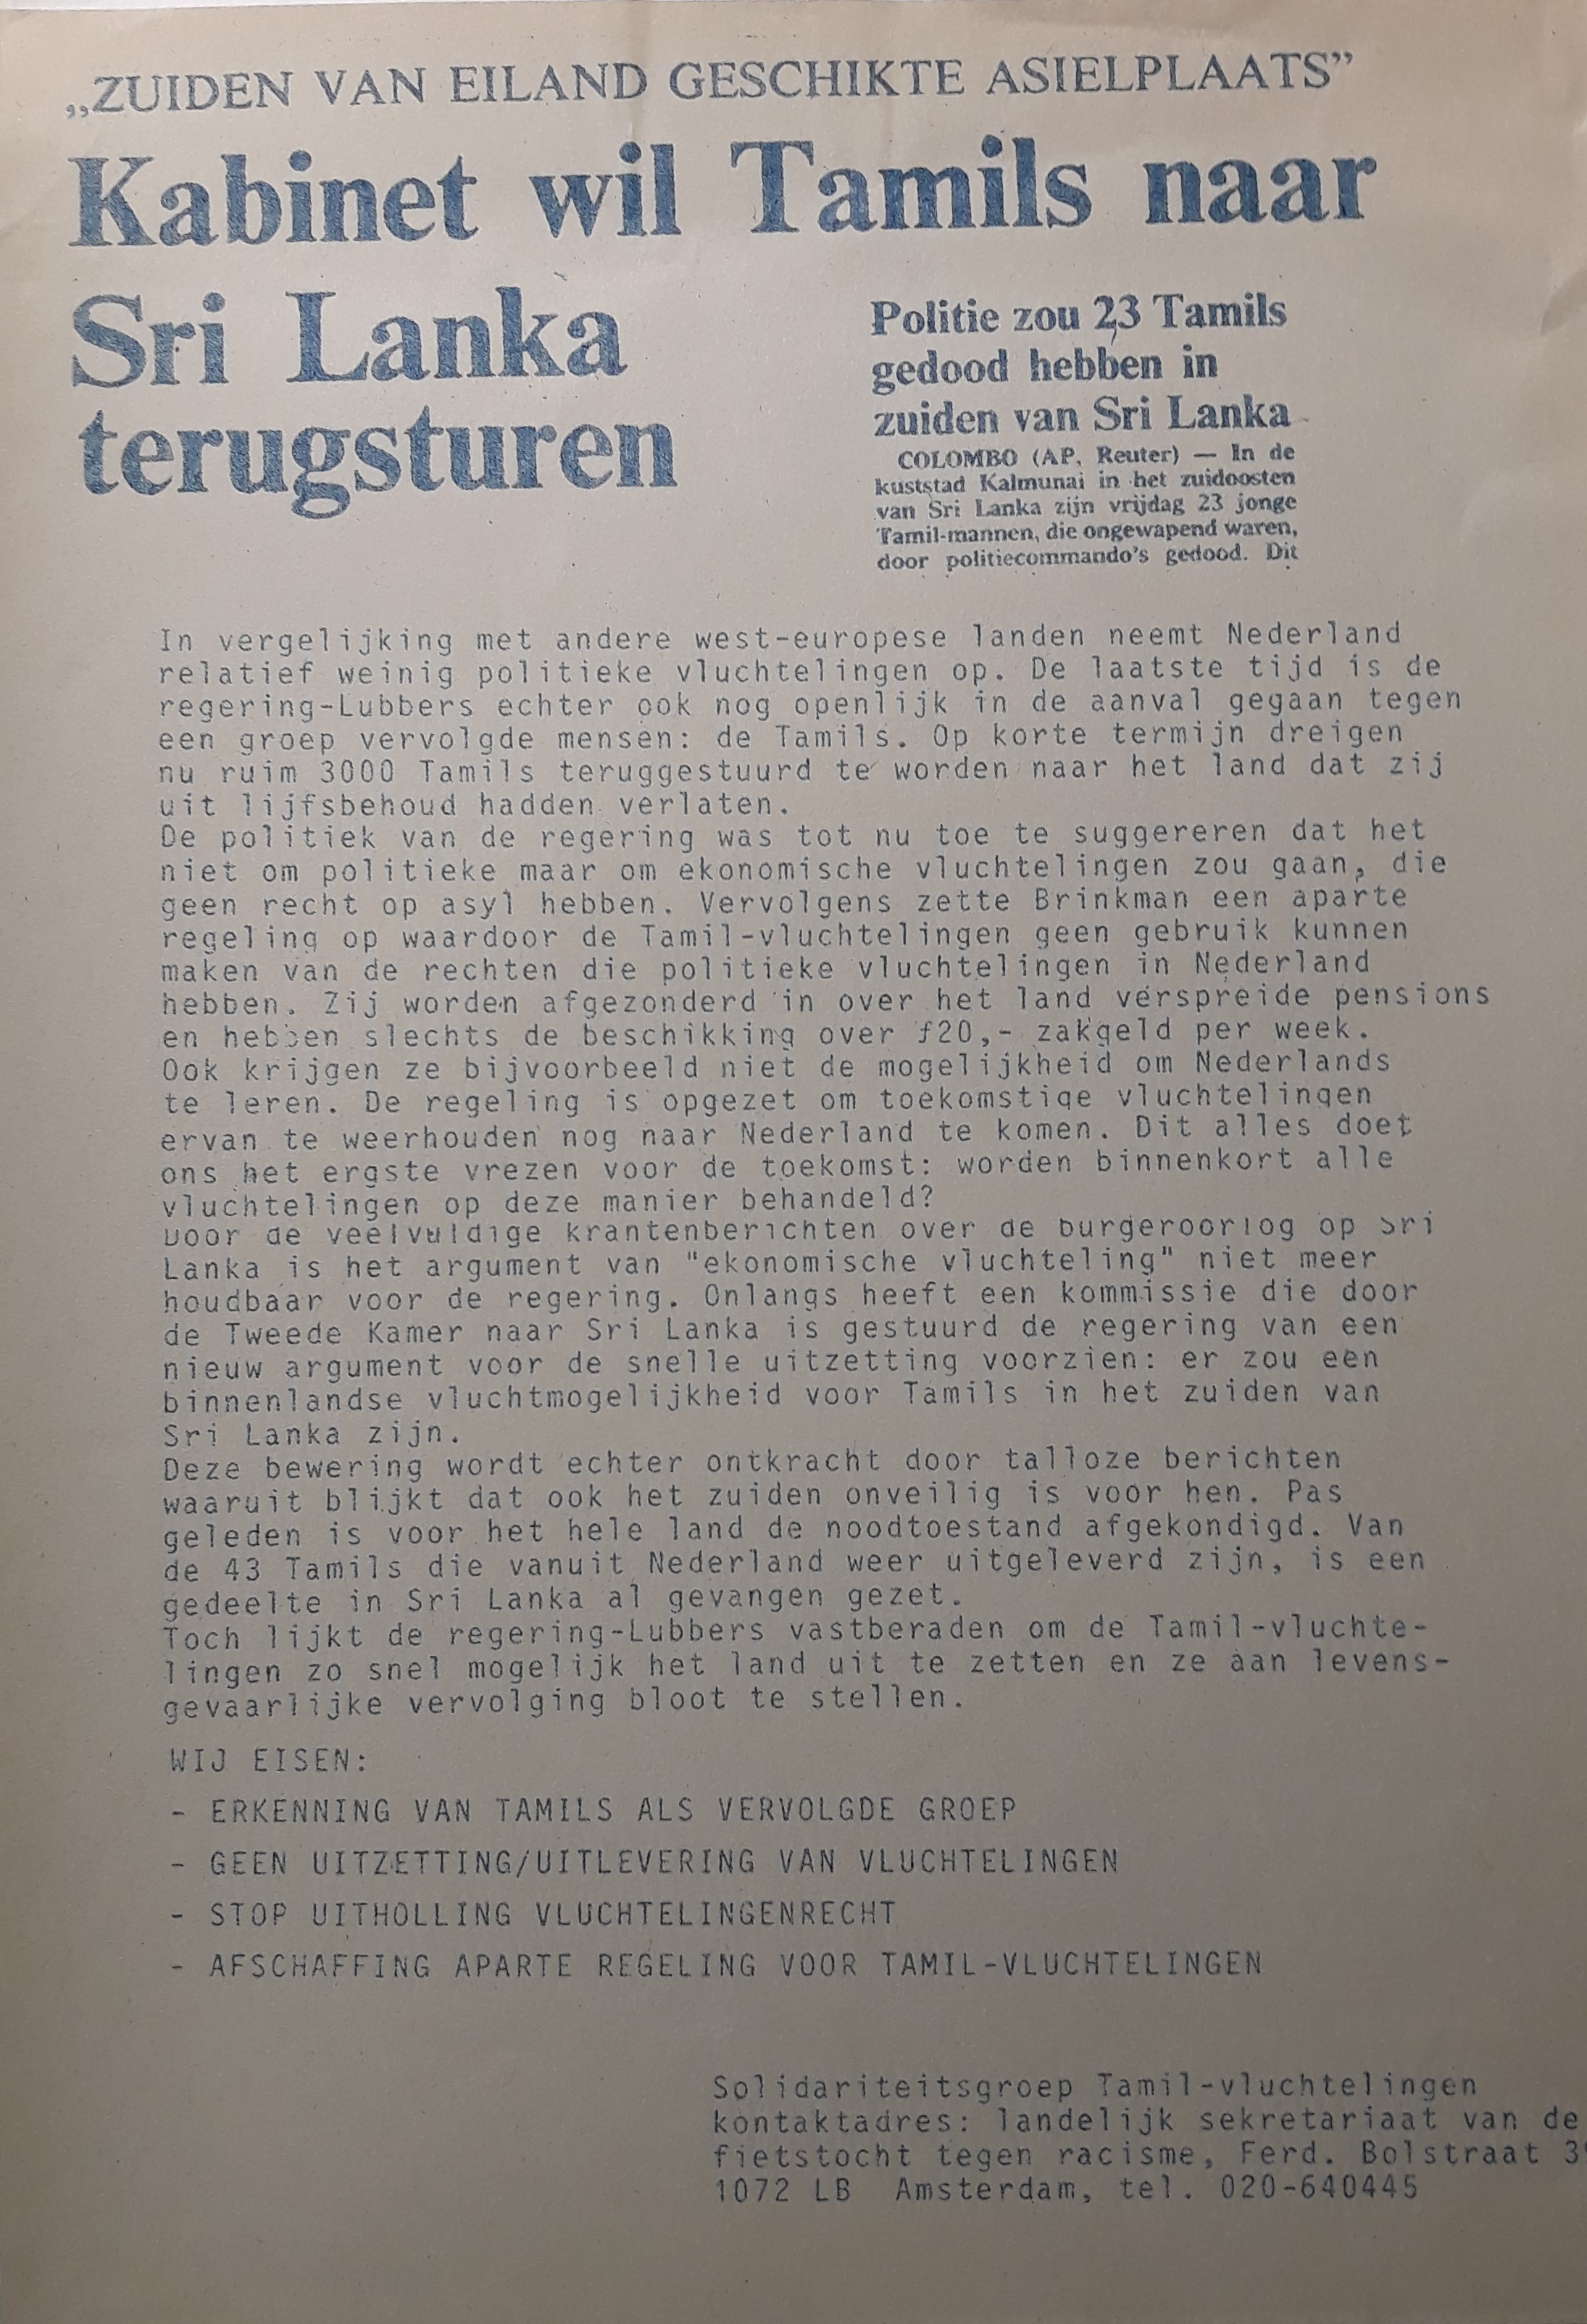 „ZUIDEN VAN EILAND GESCHIKTE ASIELPLAATS”
Kabinet wil Tamils naar
Sri Lanka
terugsturen
Politie zou 23 Tamils
gedood hebben in
zuiden van Sri Lanka
COLOMBO (AP, Reuter) — In de
kuststad Kalmunai in het zuidoosten
van Sri Lanka zijn vrijdag 23 jonge
Tamil-mannen, die ongewapend waren,
door politiecommando's gedood. Dit
In vergelijking met andere west-europese landen neemt Nederland
relatief weinig politieke vluchtelingen op. De laatste tijd is de
regering-Lubbers echter ook nog openlijk in de aanval gegaan tegen
een groep vervolgde mensen: de Tamils. Op korte termijn dreigen
nu ruim 3000 Tamils teruggestuurd te worden naar het land dat zij
uit lijfsbehoud hadden verlaten.
De politiek van de regering was tot nu toe te suggereren dat het
niet om politieke maar om ekonomische vluchtelingen zou gaan, die
geen recht op asyl hebben. Vervolgens zette Brinkman een aparte
regeling op waardoor de Tamil-vluchtelingen geen gebruik kunnen
maken van de rechten die politieke vluchtelingen in Nederland
hebben. Zij worden afgezonderd in over het land verspreide pensions
en hebben slechts de beschikking over f20,- zakgeld per week.
Ook krijgen ze bijvoorbeeld niet de mogelijkheid om Nederlands
te leren. De regeling is opgezet om toekomstige vluchtelingen
ervan te weerhouden nog naar Nederland te komen. Dit alles doet
ons het ergste vrezen voor de toekomst: worden binnenkort alle
vluchtelingen op deze manier behandeld?
Door de veelvuldige krantenberichten over de burgeroorlog op Sri
Lanka is het argument van "ekonomische vluchteling" niet meer
houdbaar voor de regering. Onlangs heeft een kommissie die door
de Tweede Kamer naar Sri Lanka is gestuurd de regering van een
nieuw argument voor de snelle uitzetting voorzien: er zou een
binnenlandse vluchtmogelijkheid voor Tamils in het zuiden van
Sri Lanka zijn.
Deze bewering wordt echter ontkracht door talloze berichten
waaruit blijkt dat ook het zuiden onveilig is voor hen. Pas
geleden is voor het hele land de noodtoestand afgekondigd. Van
de 43 Tamils die vanuit Nederland weer uitgeleverd zijn, is een
gedeelte in Sri Lanka al gevangen gezet.
Toch lijkt de regering-Lubbers vastberaden om de Tamil-vluchte-
lingen zo snel mogelijk het land uit te zetten en ze aan levens-
gevaarlijke vervolging bloot te stellen.
WIJ EISEN:
- ERKENNING VAN TAMILS ALS VERVOLGDE GROEP
- GEEN UITZETTING/UITLEVERING VAN VLUCHTELINGEN
- STOP UITHOLLING VLUCHTELINGENRECHT
- AFSCHAFFING APARTE REGELING VOOR TAMIL-VLUCHTELINGEN
Solidariteitsgroep Tamil-vluchtelingen
kontaktadres: landelijk sekretariaat van de
fietstocht tegen racisme, Ferd. Bolstraat
1072 LB Amsterdam, tel. 020-640445